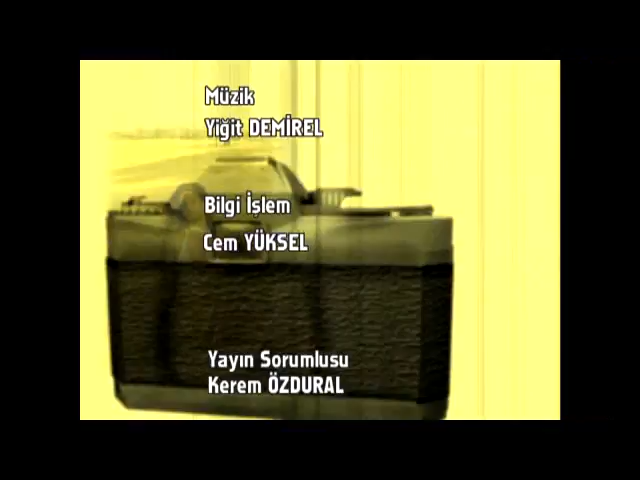 Müzik
Yiğit DEMİREL
Bilgi İşlem
Cem YÜKSEL
Yayın Sorumlusu
Kerem ÖZDURAL